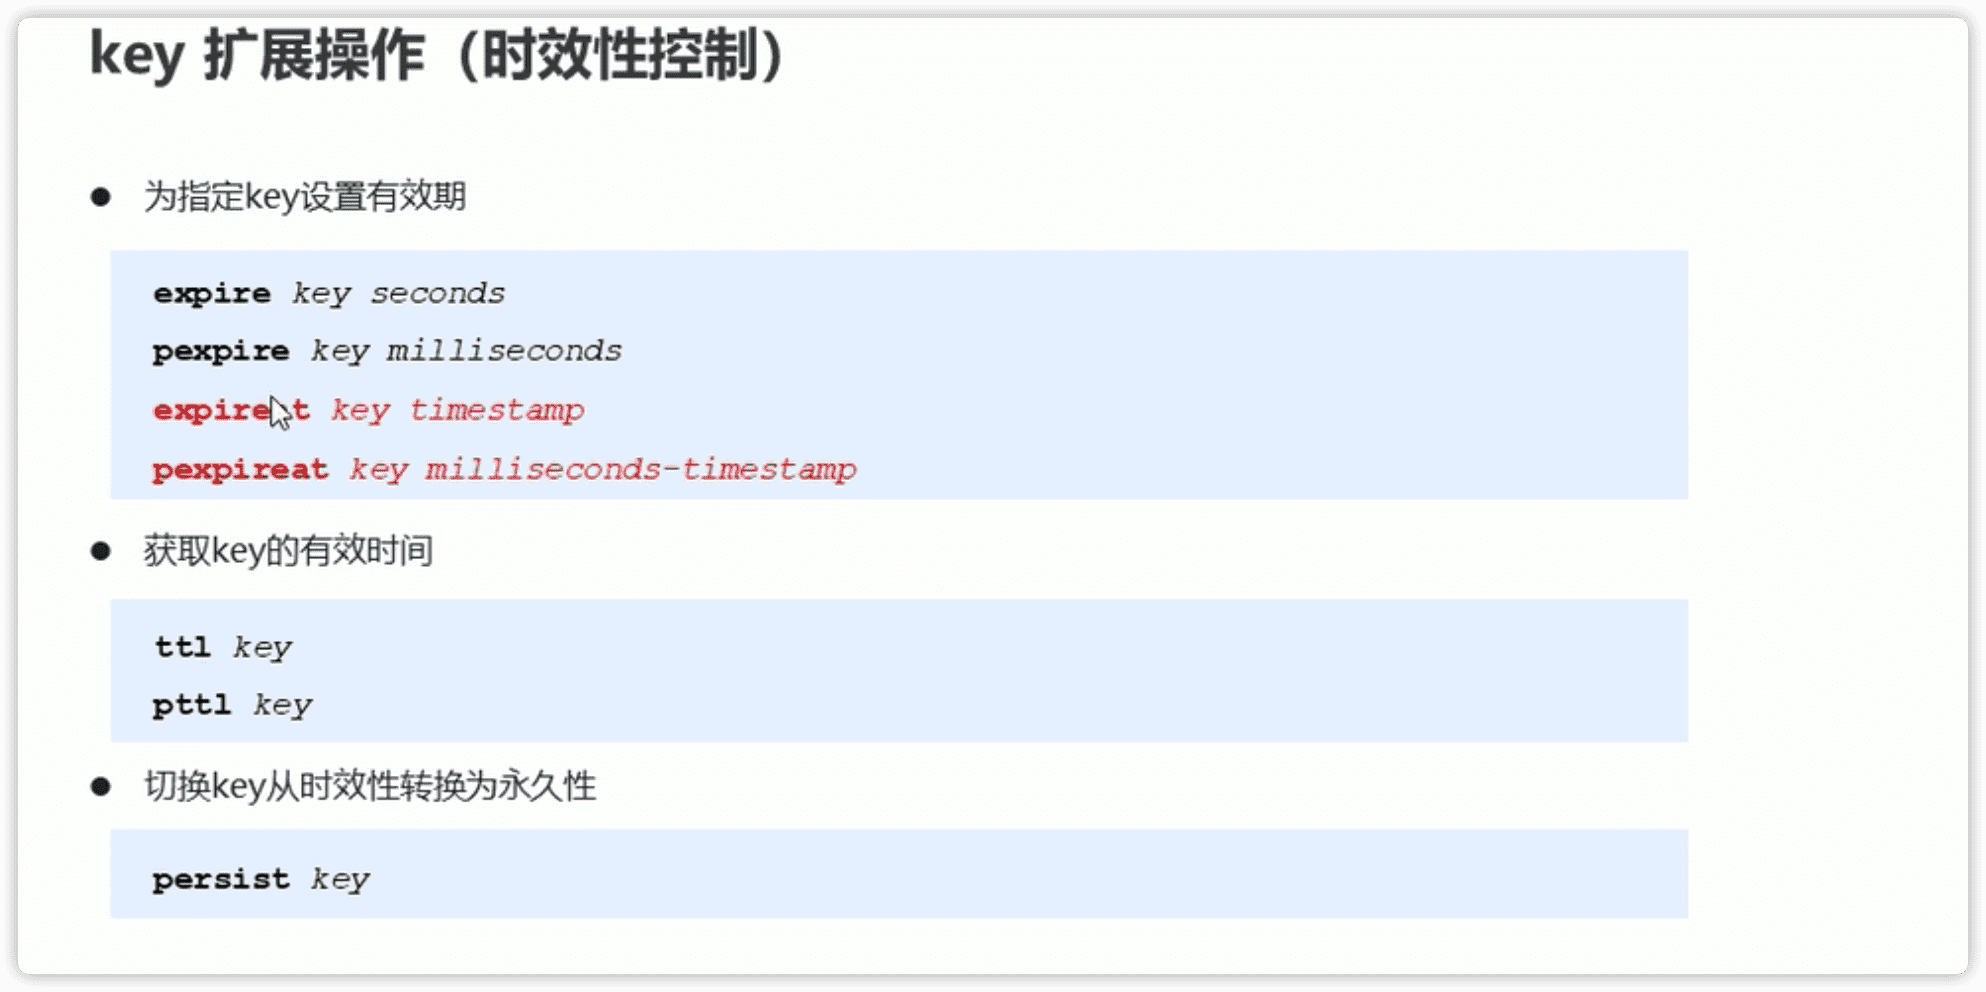 key 扩展操作（时效性控制）
● 为指定key设置有效期
expire key seconds
pexpire key milliseconds
expireat key timestamp
pexpireat key milliseconds-timestamp
● 获取key的有效时间
ttl key
pttl key
● 切换key从时效性转换为永久性
persist key